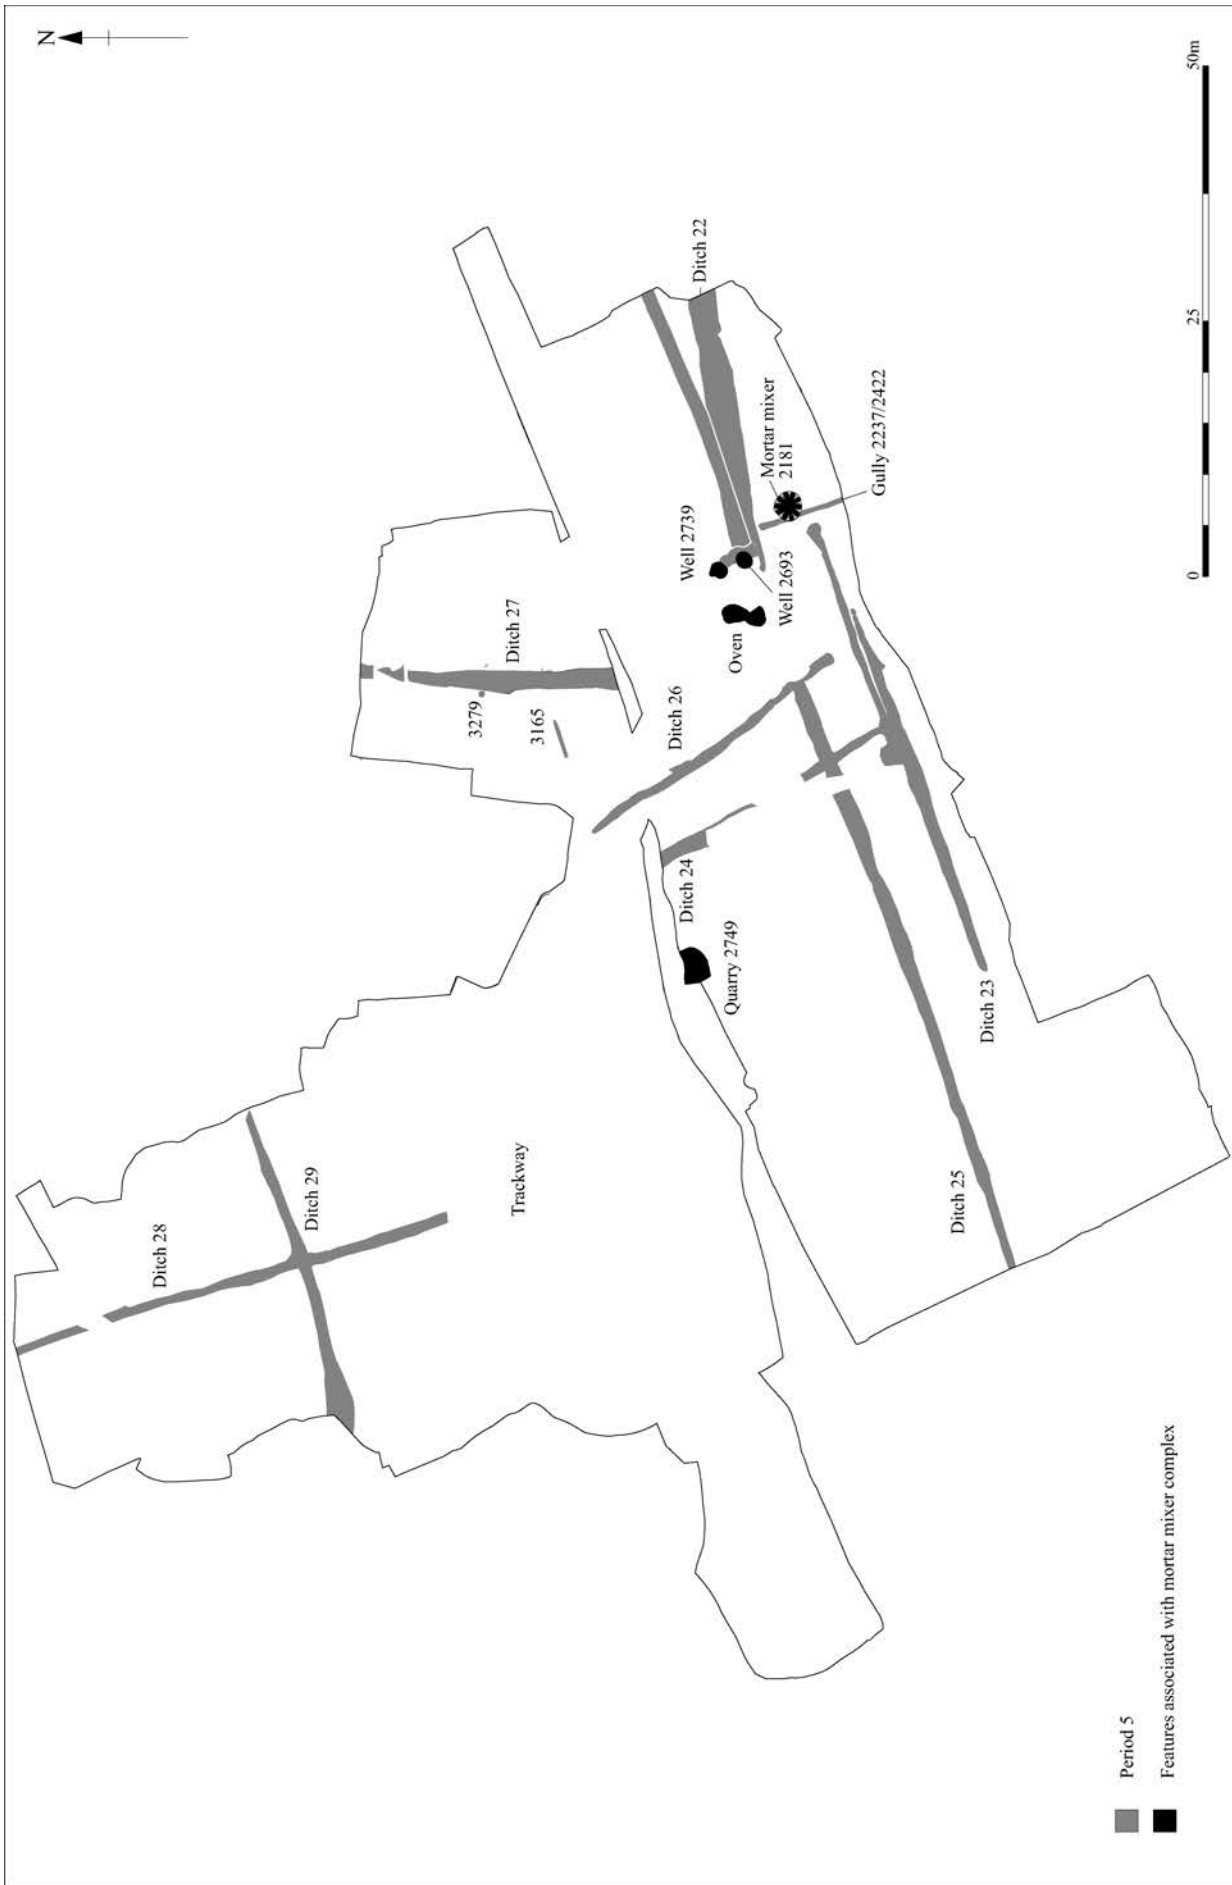 N
Ditch 28
Ditch 29
Trackway
Ditch 27
3279
3165
Ditch 26
Ditch 24
Quarry 2749
Well 2739
Oven
Well 2693
Ditch 22
Mortar mixer
2181
Gully 2237/2422
Ditch 25
Ditch 23
Period 5
Features associated with mortar mixer complex
0
25
50m